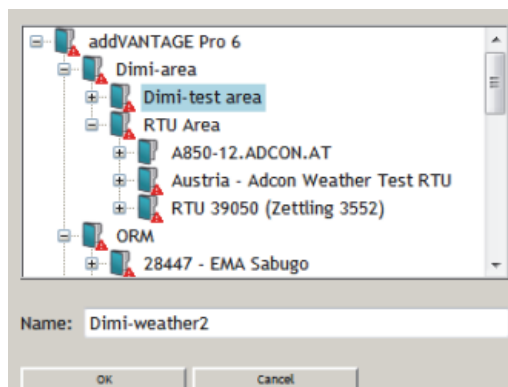 addVANTAGE Pro 6
Dimi-area
Dimi-test area
RTU Area
A850-12.ADCON.AT
Austria - Adcon Weather Test RTU
RTU 39050 (Zettling 3552)
ORM
28447 - EMA Sabugo
Name: Dimi-weather2
OK Cancel